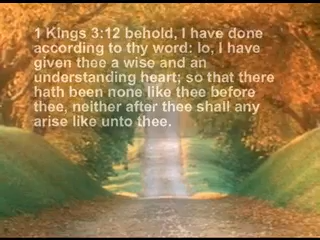 1 Kings 3:12 behold, I have done
according to thy word: lo, I have
given thee a wise and an
understanding heart; so that there
hath been none like thee before
thee, neither after thee shall any
arise like unto thee.